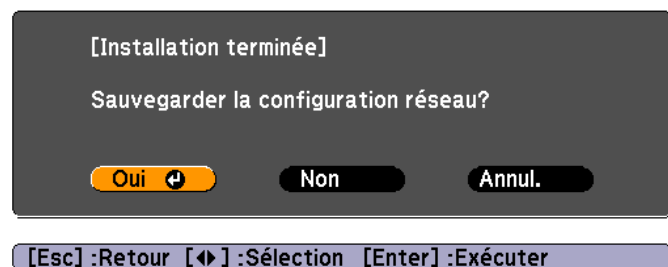 [Installation terminée]
Sauvegarder la configuration réseau?
Oui Non Annul.
[Esc] :Retour [◀▶] :Sélection [Enter] :Exécuter